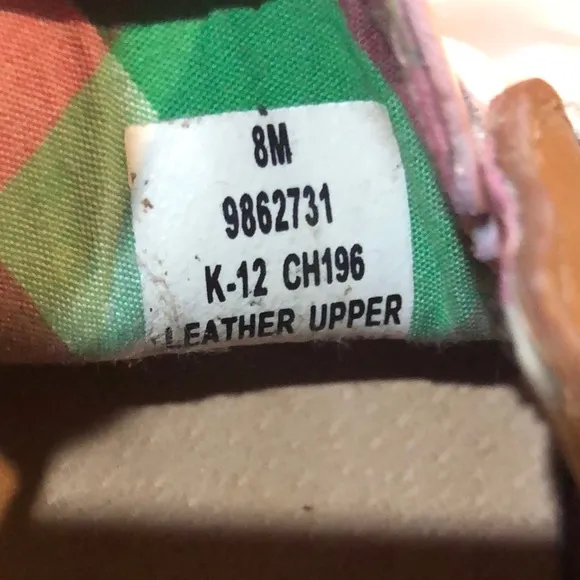 8M
9862731
K-12 CH196
LEATHER UPPER